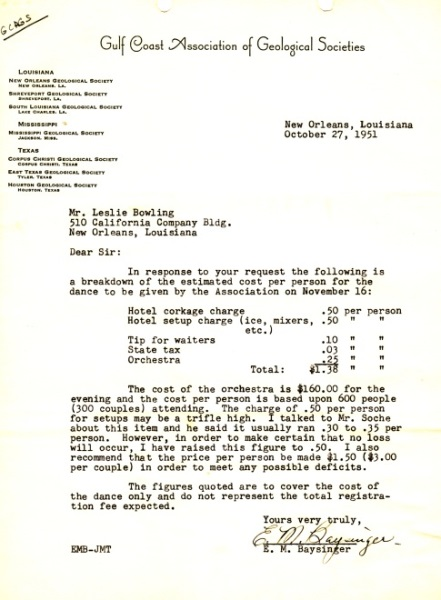 GCAGS
Gulf Coast Association of Geological Societies
Louisiana
New Orleans Geological Society
New Orleans, La.
Shreveport Geological Society
Shreveport, La.
South Louisiana Geological Society
Lake Charles, La.
Mississippi
Mississippi Geological Society
Jackson, Miss.
Texas
Corpus Christi Geological Society
Corpus Christi, Texas
East Texas Geological Society
Tyler, Texas
Houston Geological Society
Houston, Texas
New Orleans, Louisiana
October 27, 1951
Mr. Leslie Bowling
510 California Company Bldg.
New Orleans, Louisiana
Dear Sir:
In response to your request the following is
a breakdown of the estimated cost per person for the
dance to be given by the Association on November 16:
Hotel corkage charge .50 per person
Hotel setup charge (ice, mixers, .50 " "
etc.)
Tip for waiters .10 " "
State tax .03 " "
Orchestra .25 " "
Total: $1.38 " "
The cost of the orchestra is $160.00 for the
evening and the cost per person is based upon 600 people
(300 couples) attending. The charge of .50 per person
for setups may be a trifle high. I talked to Mr. Soche
about this item and he said it usually ran .30 to .35 per
person. However, in order to make certain that no loss
will occur, I have raised this figure to .50. I also
recommend that the price per person be made $1.50 ($3.00
per couple) in order to meet any possible deficits.
The figures quoted are to cover the cost of
the dance only and do not represent the total registra-
tion fee expected.
Yours very truly,
E. M. Baysinger
EMB-JMT E. M. Baysinger